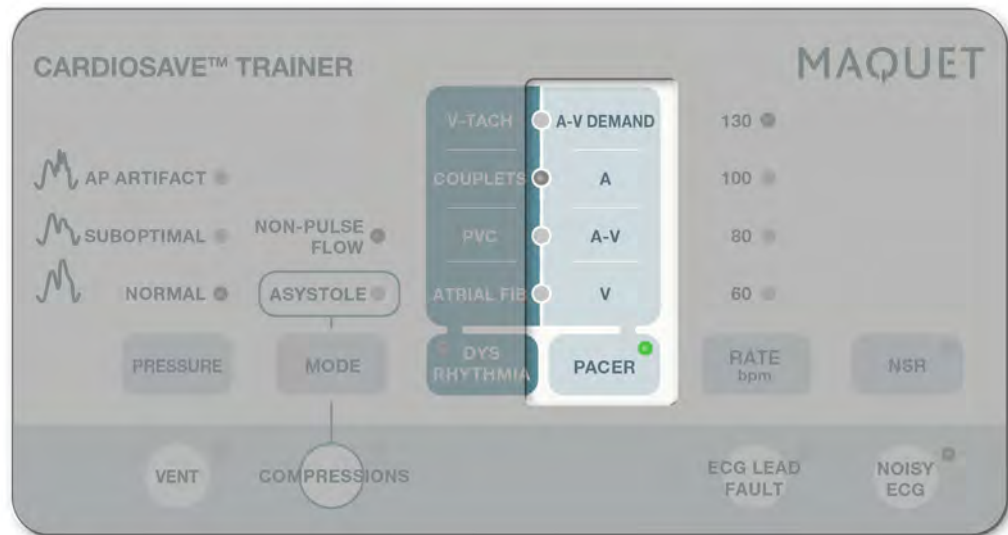 CARDIOSAVE™ TRAINER
MAQUET
V-TACH
A-V DEMAND
130
AP ARTIFACT
COUPLETS
A
100
SUBOPTIMAL
NON-PULSE
FLOW
PVC
A-V
80
NORMAL
ASYSTOLE
ATRIAL FIB
V
60
PRESSURE
MODE
DYS
RHYTHMIA
PACER
RATE
bpm
NSR
VENT
COMPRESSIONS
ECG LEAD
FAULT
NOISY
ECG